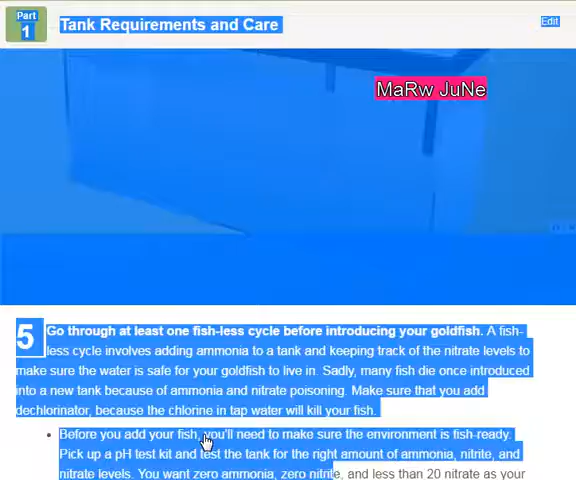 Part
1
Tank Requirements and Care
Edit
MaRw JuNe
5
Go through at least one fish-less cycle before introducing your goldfish. A fish-
less cycle involves adding ammonia to a tank and keeping track of the nitrate levels to
make sure the water is safe for your goldfish to live in. Sadly, many fish die once introduced
into a new tank because of ammonia and nitrate poisoning. Make sure that you add
dechlorinator, because the chlorine in tap water will kill your fish.
Before you add your fish, you'll need to make sure the environment is fish-ready.
Pick up a pH test kit and test the tank for the right amount of ammonia, nitrite, and
nitrate levels. You want zero ammonia, zero nitrite, and less than 20 nitrate as your